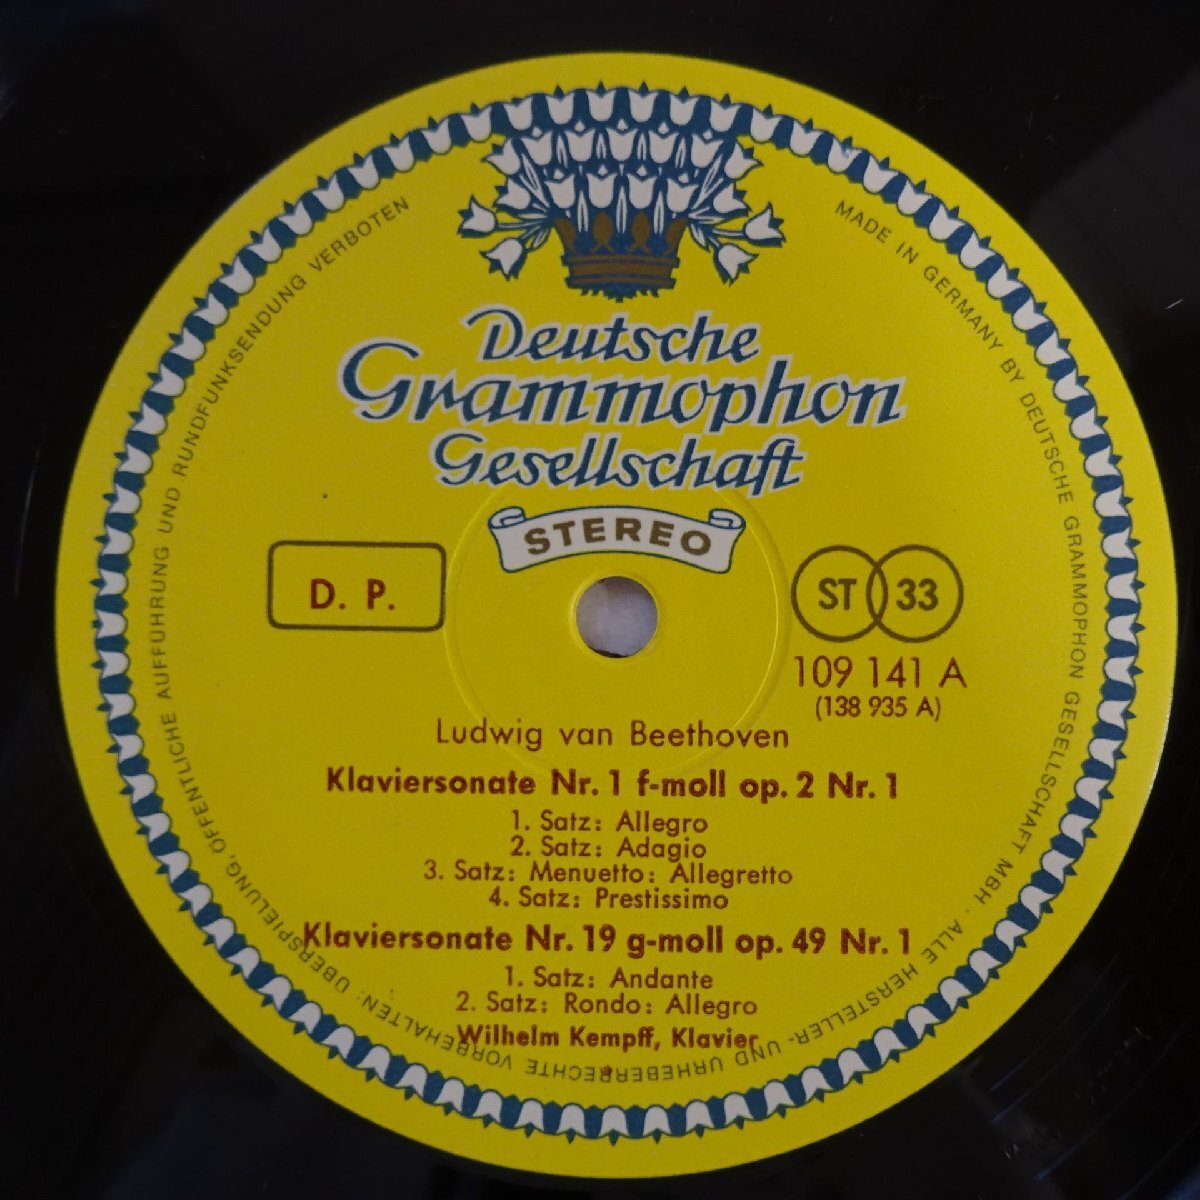 Deutsche
Grammophon
Gesellschaft
STEREO
D. P.
ST 33
109 141 A
(138 935 A)
Ludwig van Beethoven
Klaviersonate Nr. 1 f-moll op. 2 Nr. 1
1. Satz: Allegro
2. Satz: Adagio
3. Satz: Menuetto: Allegretto
4. Satz: Prestissimo
Klaviersonate Nr. 19 g-moll op. 49 Nr. 1
1. Satz: Andante
2. Satz: Rondo: Allegro
Wilhelm Kempff, Klavier
MADE IN GERMANY BY DEUTSCHE GRAMMOPHON GESELLSCHAFT MBH · ALLE HERSTELLER- UND URHEBERRECHTE VORBEHALTEN: ÜBERSPIELUNG, ÖFFENTLICHE AUFFÜHRUNG UND RUNDFUNKSENDUNG VERBOTEN